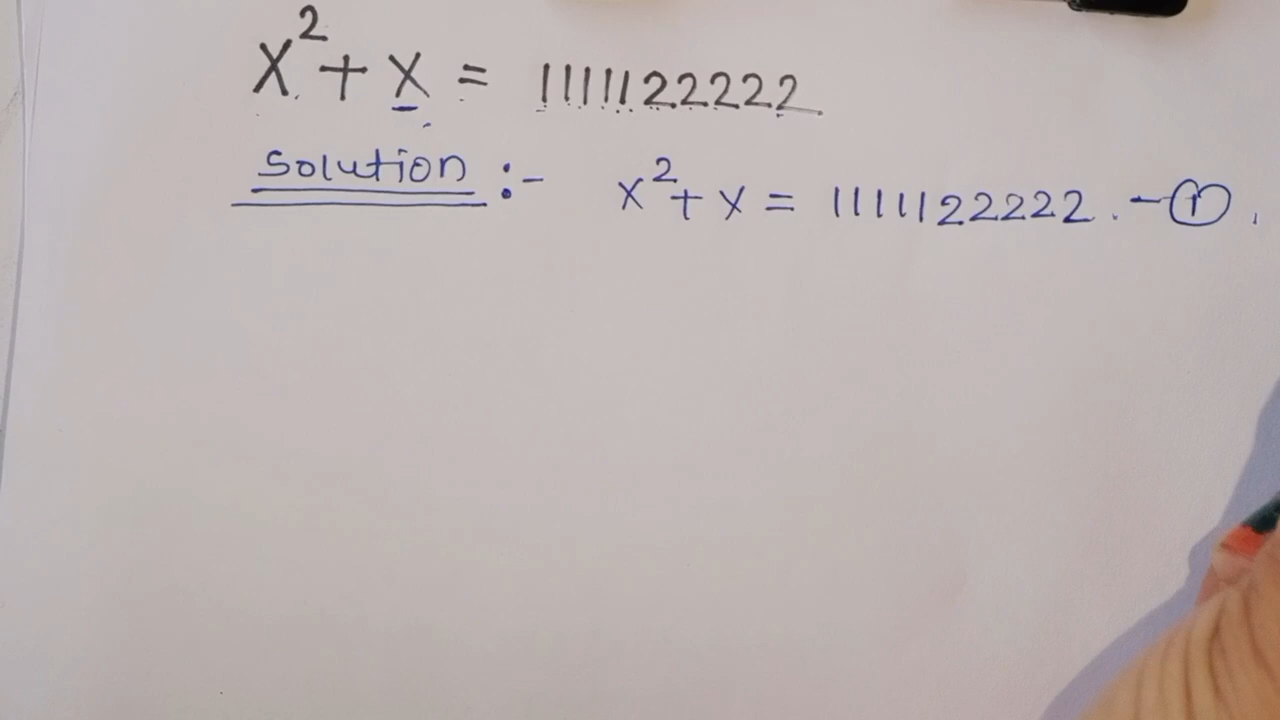 x² + x = 1111122222
Solution :- x² + x = 1111122222. - ①.